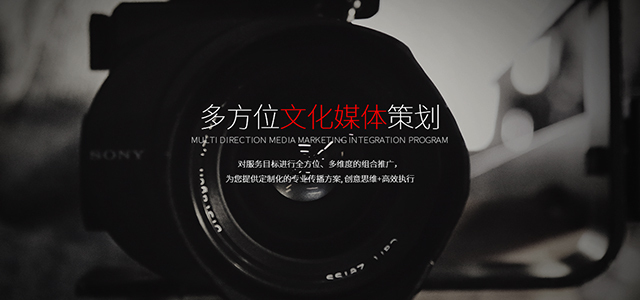 多方位文化媒体策划
MULTI DIRECTION MEDIA MARKETING INTEGRATION PROGRAM
SONY
对服务目标进行全方位、多维度的组合推广，
为您提供定制化的专业传播方案, 创意思维+高效执行
ZEISS